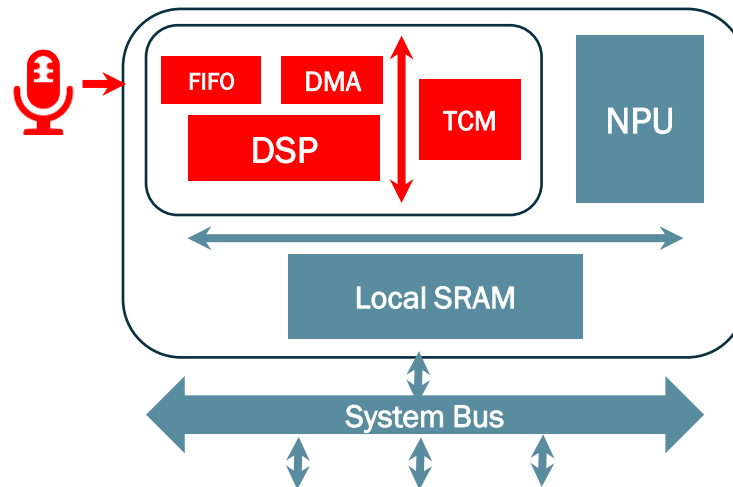 FIFO
DMA
TCM
DSP
NPU
Local SRAM
System Bus